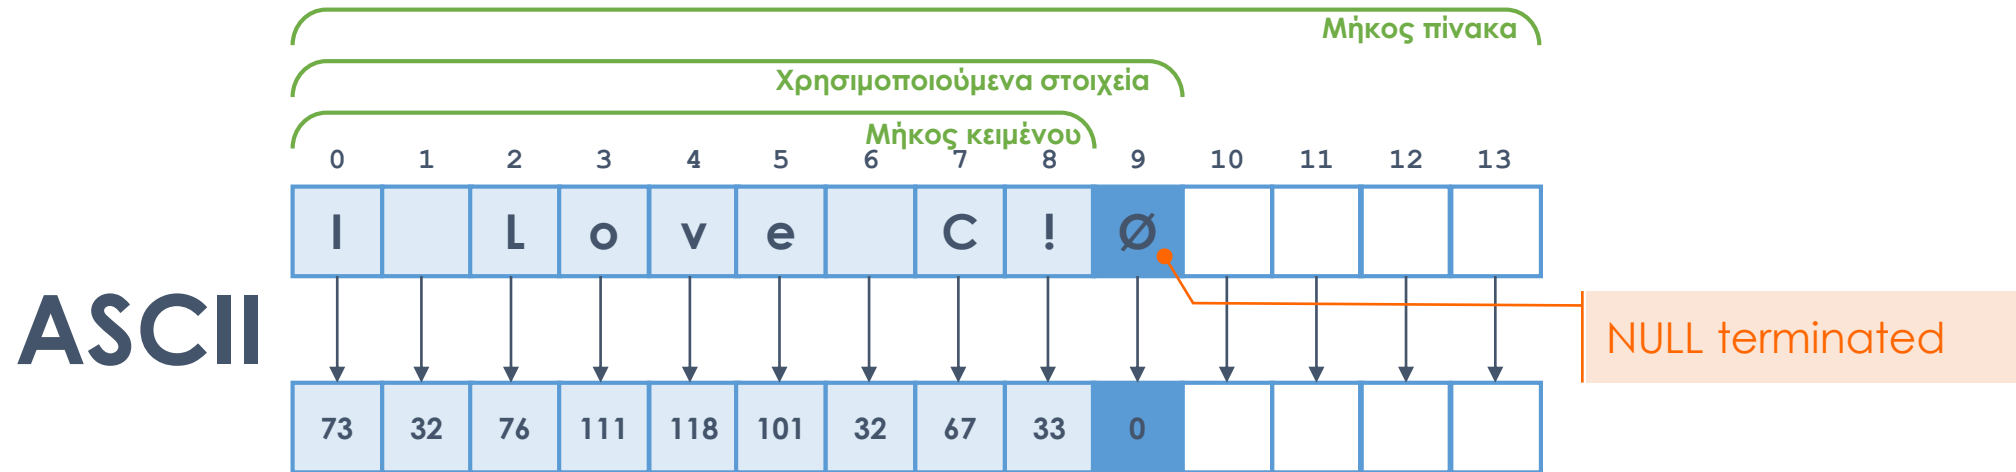 Μήκος πίνακα
Χρησιμοποιούμενα στοιχεία
Μήκος κειμένου
0 1 2 3 4 5 6 7 8 9 10 11 12 13
I L o v e C ! Ø
ASCII
NULL terminated
73 32 76 111 118 101 32 67 33 0